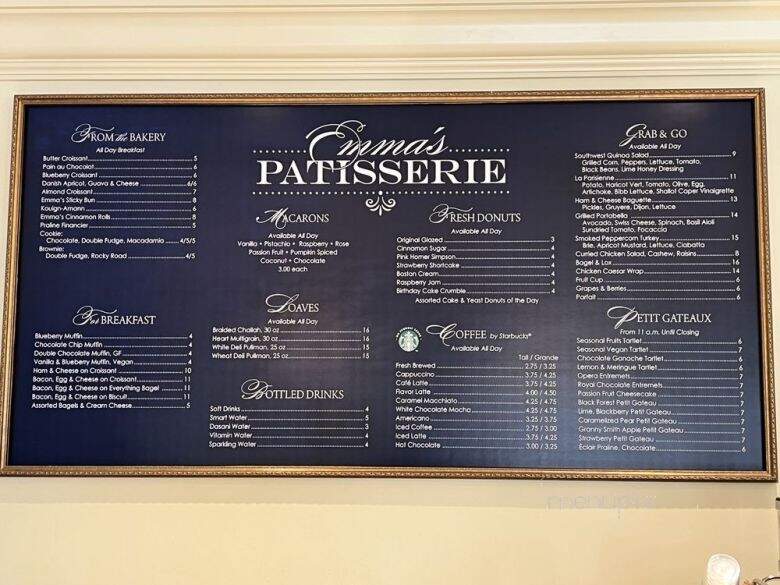 Emma's
PATISSERIE
FROM the BAKERY
All Day Breakfast
Butter Croissant 5
Pain au Chocolat 6
Blueberry Croissant 6
Danish Apricot, Guava & Cheese 6/6
Almond Croissant 7
Emma's Sticky Bun 8
Kouign-Amann 6
Emma's Cinnamon Rolls 8
Praline Financier 5
Cookie:
Chocolate, Double Fudge, Macadamia 4/5/5
Brownie:
Double Fudge, Rocky Road 4/5
For BREAKFAST
Blueberry Muffin 4
Chocolate Chip Muffin 4
Double Chocolate Muffin, GF 4
Vanilla & Blueberry Muffin, Vegan 4
Ham & Cheese on Croissant 10
Bacon, Egg & Cheese on Croissant 11
Bacon, Egg & Cheese on Everything Bagel 11
Bacon, Egg & Cheese on Biscuit 11
Assorted Bagels & Cream Cheese 5
MACARONS
Available All Day
Vanilla • Pistachio • Raspberry • Rose
Passion Fruit • Pumpkin Spiced
Coconut • Chocolate
3.00 each
LOAVES
Available All Day
Braided Challah, 30 oz 16
Heart Multigrain, 30 oz 16
White Deli Pullman, 25 oz 15
Wheat Deli Pullman, 25 oz 15
BOTTLED DRINKS
Soft Drinks 4
Smart Water 5
Dasani Water 3
Vitamin Water 4
Sparkling Water 4
FRESH DONUTS
Available All Day
Original Glazed 3
Cinnamon Sugar 4
Pink Homer Simpson 4
Strawberry Shortcake 4
Boston Cream 4
Raspberry Jam 4
Birthday Cake Crumble 4
Assorted Cake & Yeast Donuts of the Day
COFFEE by Starbucks®
Available All Day
Tall / Grande
Fresh Brewed 2.75 / 3.25
Cappuccino 3.75 / 4.25
Café Latte 3.75 / 4.25
Flavor Latte 4.00 / 4.50
Caramel Macchiato 4.25 / 4.75
White Chocolate Mocha 4.25 / 4.75
Americano 3.25 / 3.75
Iced Coffee 2.75 / 3.00
Iced Latte 3.75 / 4.25
Hot Chocolate 3.00 / 3.25
GRAB & GO
Available All Day
Southwest Quinoa Salad 9
Grilled Corn, Peppers, Lettuce, Tomato,
Black Beans, Lime Honey Dressing
La Parisienne 11
Potato, Haricot Vert, Tomato, Olive, Egg,
Artichoke, Bibb Lettuce, Shallot Caper Vinaigrette
Ham & Cheese Baguette 13
Pickles, Gruyere, Dijon, Lettuce
Grilled Portabella 14
Avocado, Swiss Cheese, Spinach, Basil Aioli
Sundried Tomato, Focaccia
Smoked Peppercorn Turkey 15
Brie, Apricot Mustard, Lettuce, Ciabatta
Curried Chicken Salad, Cashew, Raisins 8
Bagel & Lox 16
Chicken Caesar Wrap 14
Fruit Cup 6
Grapes & Berries 6
Parfait 6
PETIT GATEAUX
From 11 a.m. Until Closing
Seasonal Fruits Tartlet 6
Seasonal Vegan Tartlet 7
Chocolate Ganache Tartlet 6
Lemon & Meringue Tartlet 6
Opera Entremets 7
Royal Chocolate Entremets 7
Passion Fruit Cheesecake 7
Black Forest Petit Gateau 7
Lime, Blackberry Petit Gateau 7
Caramelized Pear Petit Gateau 7
Granny Smith Apple Petit Gateau 7
Strawberry Petit Gateau 7
Éclair Praline, Chocolate 6